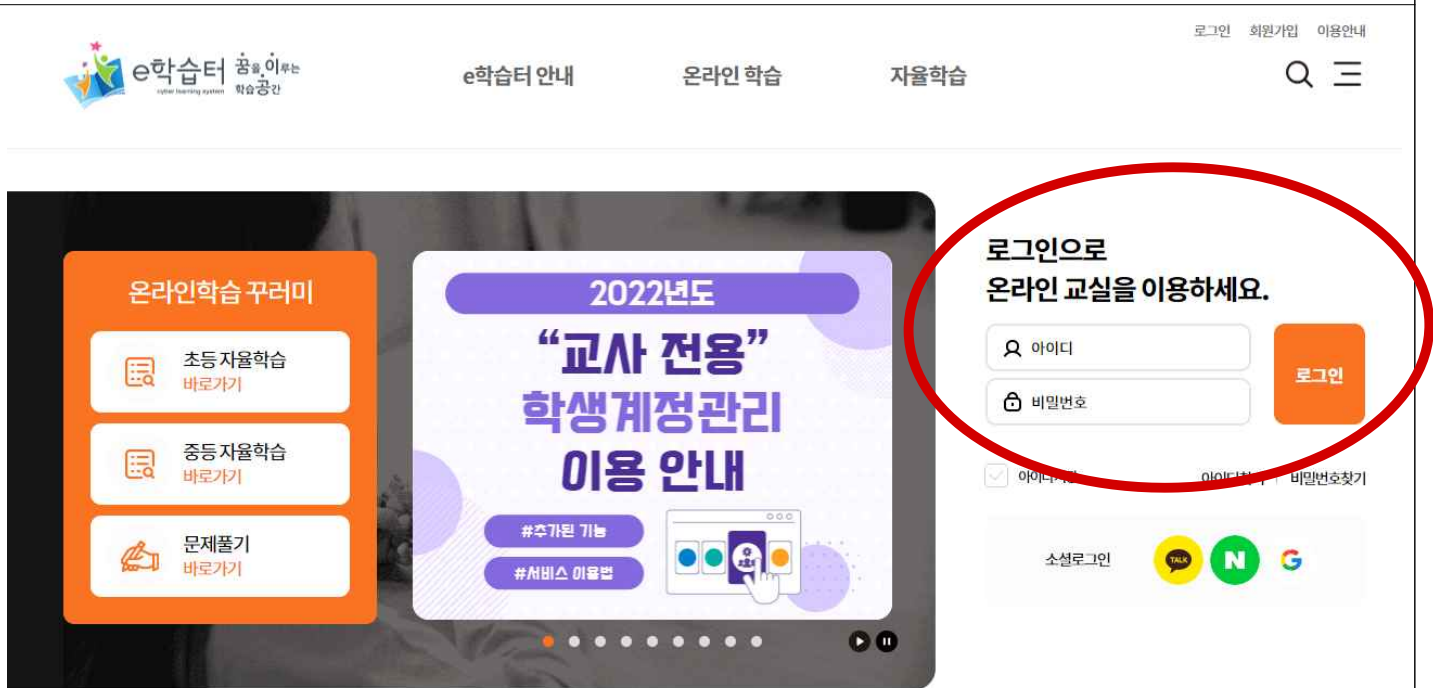 로그인 회원가입 이용안내
e학습터 꿈을 이루는
cyber learning system 학습공간
e학습터 안내 온라인 학습 자율학습
온라인학습 꾸러미
초등 자율학습
바로가기
중등 자율학습
바로가기
문제풀기
바로가기
2022년도
“교사 전용”
학생계정관리
이용 안내
#추가된 기능
#서비스 이용법
로그인으로
온라인 교실을 이용하세요.
아이디
비밀번호
로그인
비밀번호찾기
소셜로그인 TALK N G